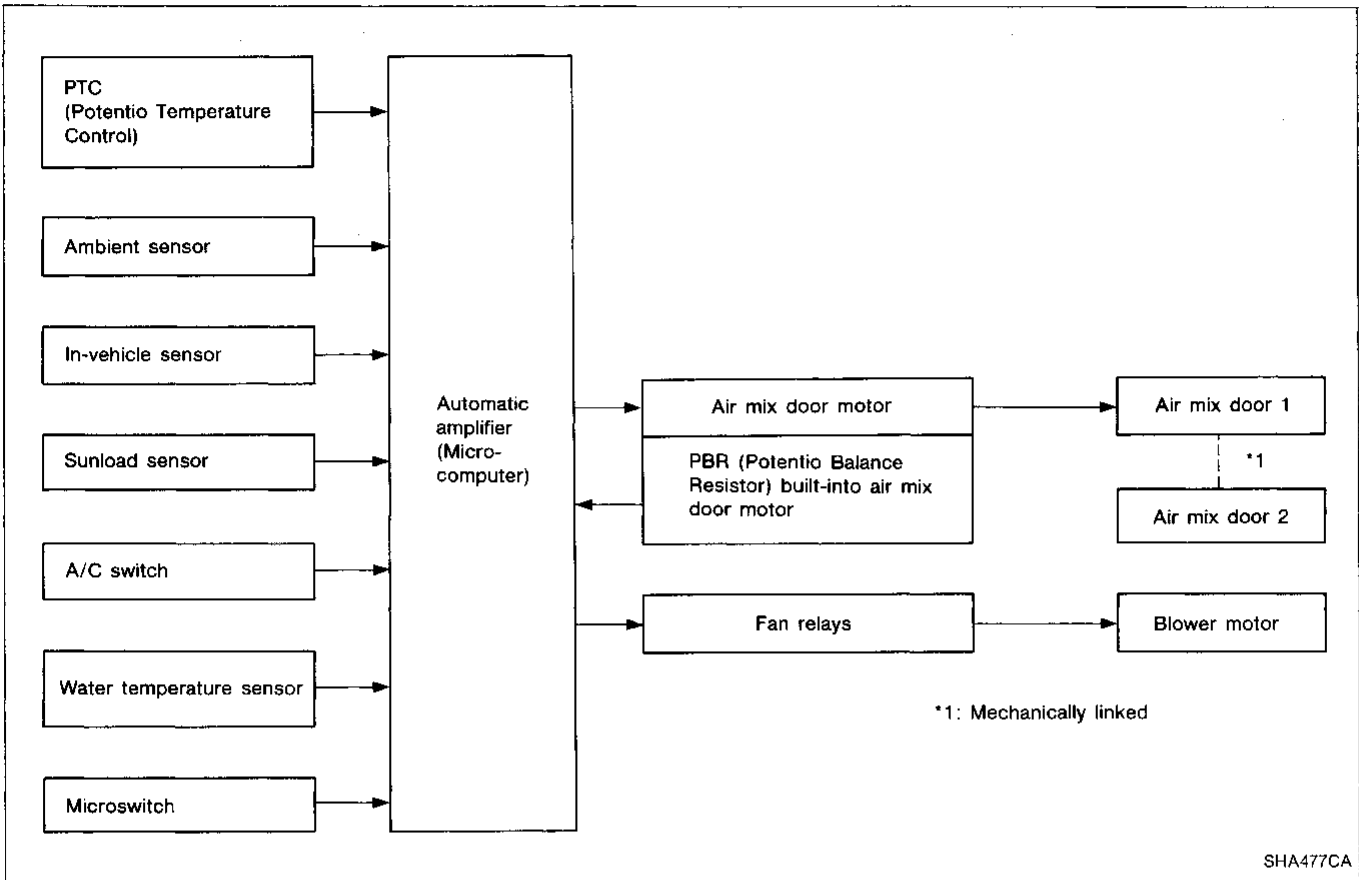 PTC
(Potentio Temperature
Control)
Ambient sensor
In-vehicle sensor
Sunload sensor
A/C switch
Water temperature sensor
Microswitch
Automatic
amplifier
(Micro-
computer)
Air mix door motor
PBR (Potentio Balance
Resistor) built-into air mix
door motor
Fan relays
Air mix door 1
*1
Air mix door 2
Blower motor
*1: Mechanically linked
SHA477CA